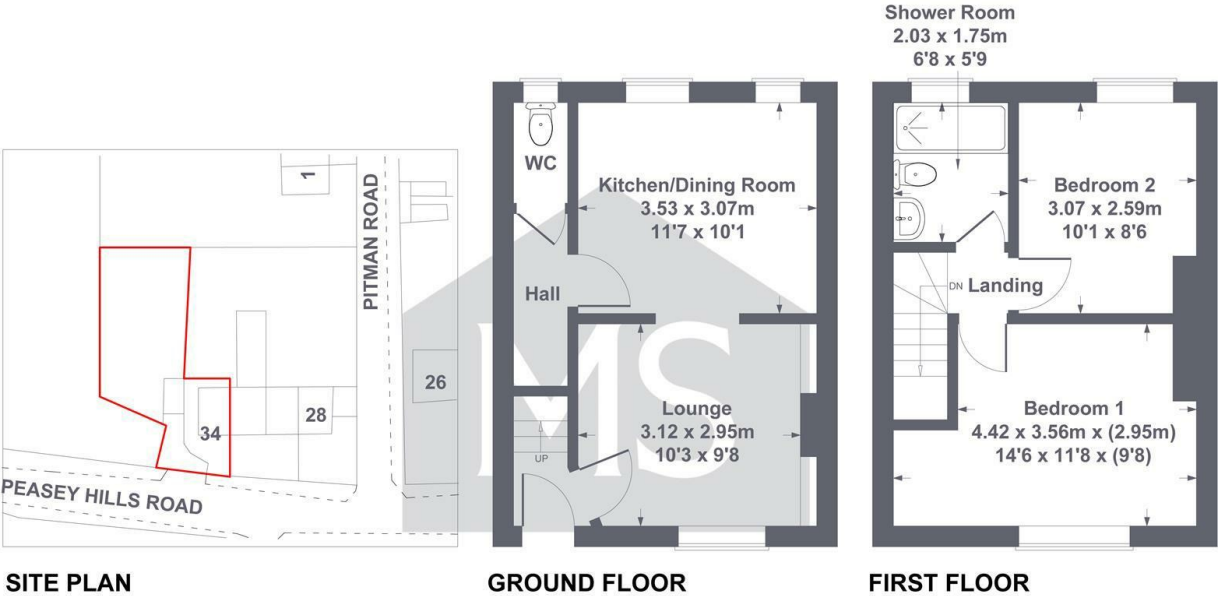 1
PITMAN ROAD
26
28
34
PEASEY HILLS ROAD
SITE PLAN
WC
Kitchen/Dining Room
3.53 x 3.07m
11'7 x 10'1
Hall
MS
Lounge
3.12 x 2.95m
10'3 x 9'8
UP
GROUND FLOOR
Shower Room
2.03 x 1.75m
6'8 x 5'9
Bedroom 2
3.07 x 2.59m
10'1 x 8'6
DN
Landing
Bedroom 1
4.42 x 3.56m x (2.95m)
14'6 x 11'8 x (9'8)
FIRST FLOOR